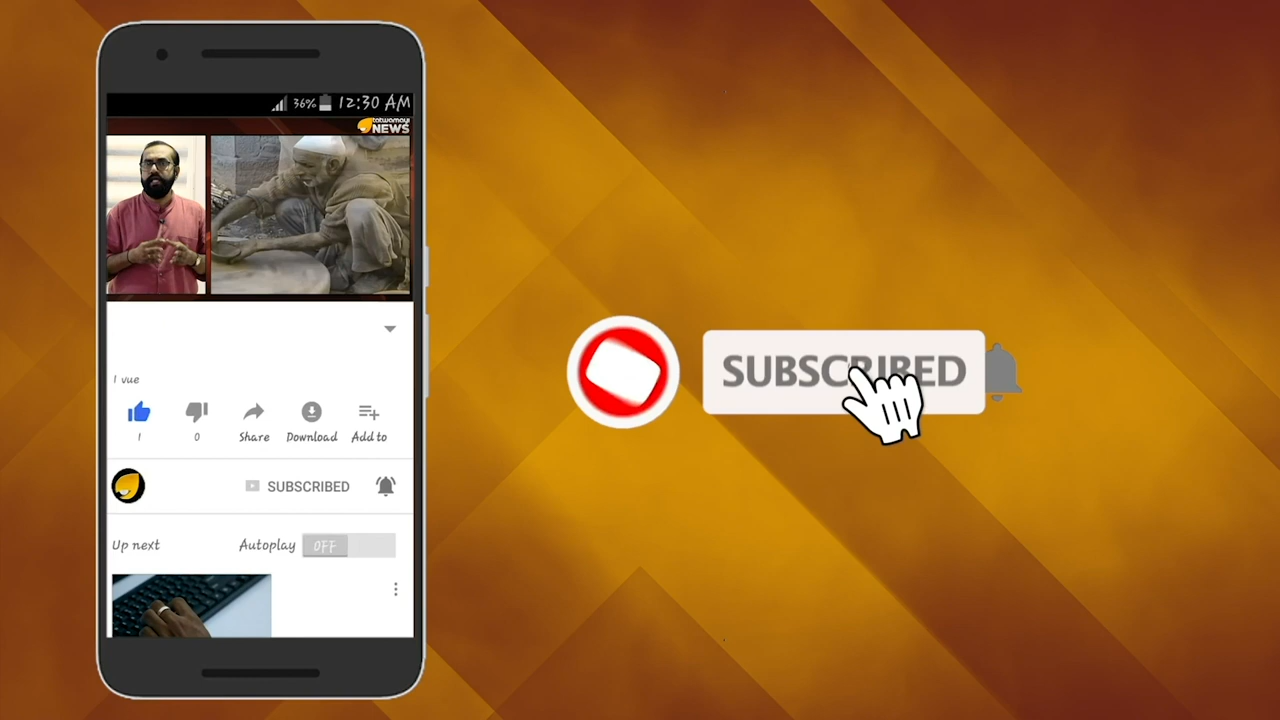 36% 12:30 AM
tatwamayi
NEWS
1 vue
1
0
Share
Download
Add to
SUBSCRIBED
Up next
Autoplay
OFF
SUBSCRIBED